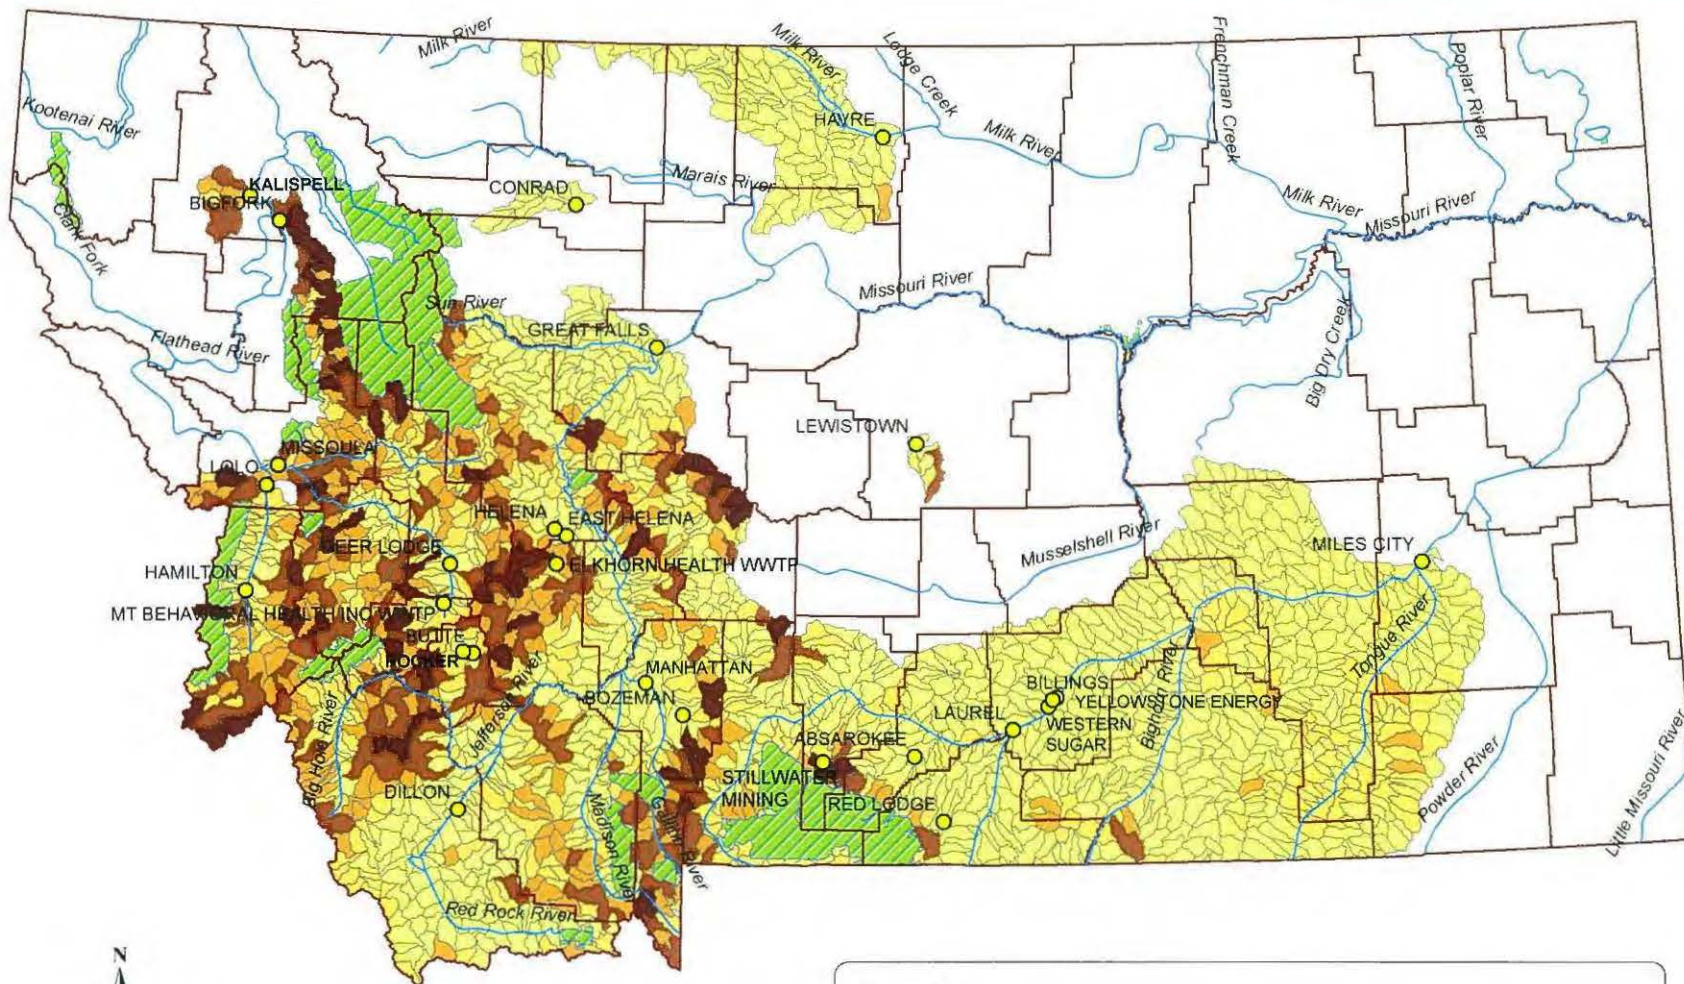 Milk River
Milk River
Lodge Creek
Frenchman Creek
Poplar River
Kootenai River
HAVRE
Milk River
Marais River
KALISPELL
BIGFORK
CONRAD
Clark Fork
Milk River
Missouri River
Missouri River
Sun River
GREAT FALLS
Flathead River
Big Dry Creek
LEWISTOWN
MISSOULA
LOLO
HELENA
EAST HELENA
Musselshell River
MILES CITY
DEER LODGE
ELKHORN HEALTH WWTP
HAMILTON
MT BEHAVIORAL HEALTH INC WWTP
BUTTE
ROCKER
Tongue River
MANHATTAN
BOZEMAN
Jefferson River
BILLINGS
YELLOWSTONE ENERGY
LAUREL
WESTERN
SUGAR
Bighorn River
ABSAROKEE
Big Hole River
STILLWATER
MINING
RED LODGE
DILLON
Madison River
Gallatin River
Powder River
Little Missouri River
Red Rock River
N